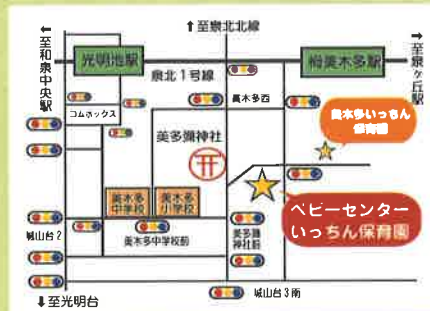 ↑至泉北北線
←至和泉中央駅
光明池駅
栂美木多駅
→至泉ヶ丘駅
泉北1号線
コムボックス
美木多西
美木多いっちん
保育園
美多彌神社
美木多
中学校
美木多
小学校
ベビーセンター
いっちん保育園
城山台2
美木多中学校前
美多彌
神社前
城山台3南
↓至光明台